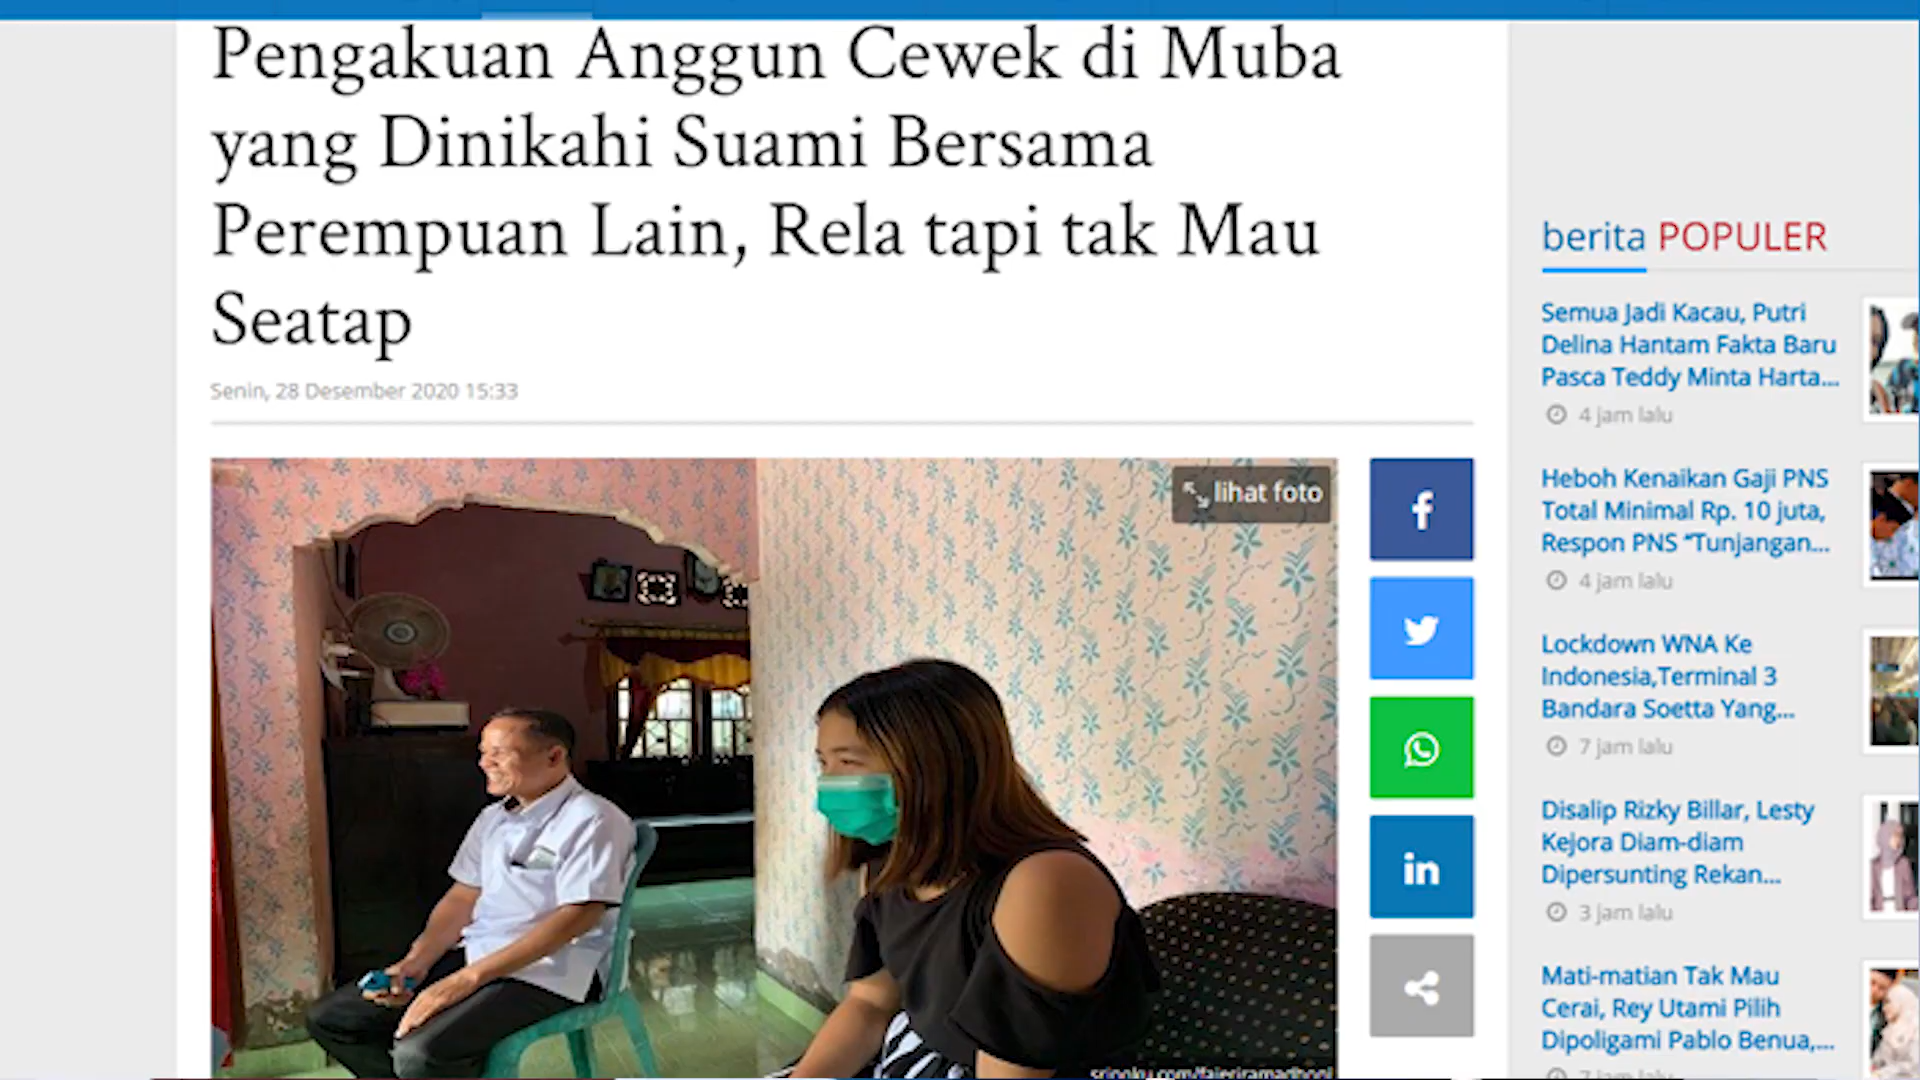 Pengakuan Anggun Cewek di Muba
yang Dinikahi Suami Bersama
Perempuan Lain, Rela tapi tak Mau
Seatap
Senin, 28 Desember 2020 15:33
lihat foto
f
in
berita POPULER
Semua Jadi Kacau, Putri
Delina Hantam Fakta Baru
Pasca Teddy Minta Harta...
4 jam lalu
Heboh Kenaikan Gaji PNS
Total Minimal Rp. 10 juta,
Respon PNS “Tunjangan...
4 jam lalu
Lockdown WNA Ke
Indonesia,Terminal 3
Bandara Soetta Yang...
7 jam lalu
Disalip Rizky Billar, Lesty
Kejora Diam-diam
Dipersunting Rekan...
3 jam lalu
Mati-matian Tak Mau
Cerai, Rey Utami Pilih
Dipoligami Pablo Benua,...